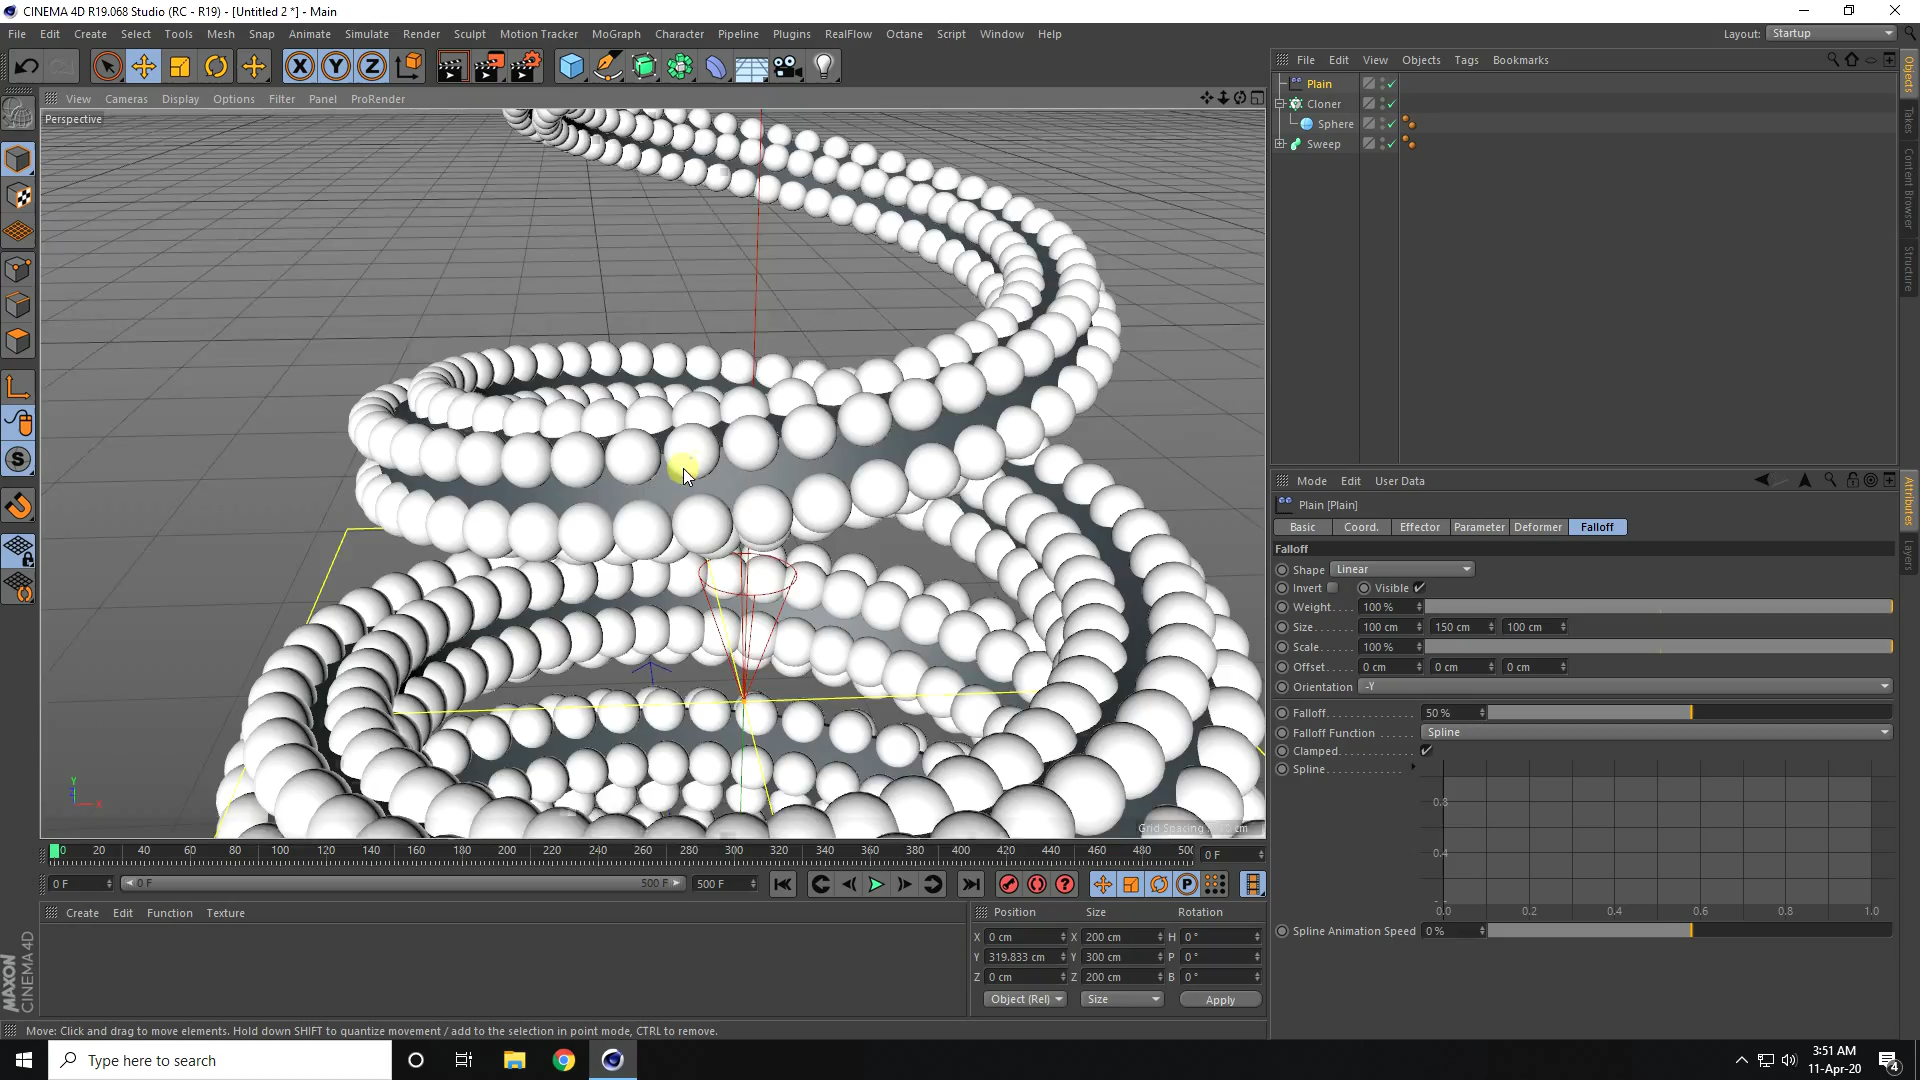 CINEMA 4D R19.068 Studio (RC - R19) - [Untitled 2 *] - Main
File Edit Create Select Tools Mesh Snap Animate Simulate Render Sculpt Motion Tracker MoGraph Character Pipeline Plugins RealFlow Octane Script Window Help
Layout: Startup
X Y Z
File Edit View Objects Tags Bookmarks
View Cameras Display Options Filter Panel ProRender
Perspective
Plain
Cloner
Sphere
Sweep
Objects
Takes
Content Browser
Structure
Mode Edit User Data
Plain [Plain]
Basic Coord. Effector Parameter Deformer Falloff
Falloff
Shape Linear
Invert Visible
Weight.... 100 %
Size....... 100 cm 150 cm 100 cm
Scale...... 100 %
Offset..... 0 cm 0 cm 0 cm
Orientation -Y
Falloff.................. 50 %
Falloff Function ...... Spline
Clamped..............
Spline..................
0.8
0.4
0.0 0.2 0.4 0.6 0.8 1.0
Spline Animation Speed 0 %
Attributes
Layers
Y
X
0 20 40 60 80 100 120 140 160 180 200 220 240 260 280 300 320 340 360 380 400 420 440 460 480 500
0 F
0 F 0 F 500 F 500 F
Create Edit Function Texture
Position Size Rotation
X 0 cm X 200 cm H 0 °
Y 319.833 cm Y 300 cm P 0 °
Z 0 cm Z 200 cm B 0 °
Object (Rel) Size Apply
MAXON
CINEMA 4D
Move: Click and drag to move elements. Hold down SHIFT to quantize movement / add to the selection in point mode, CTRL to remove.
Type here to search
3:51 AM
11-Apr-20
4